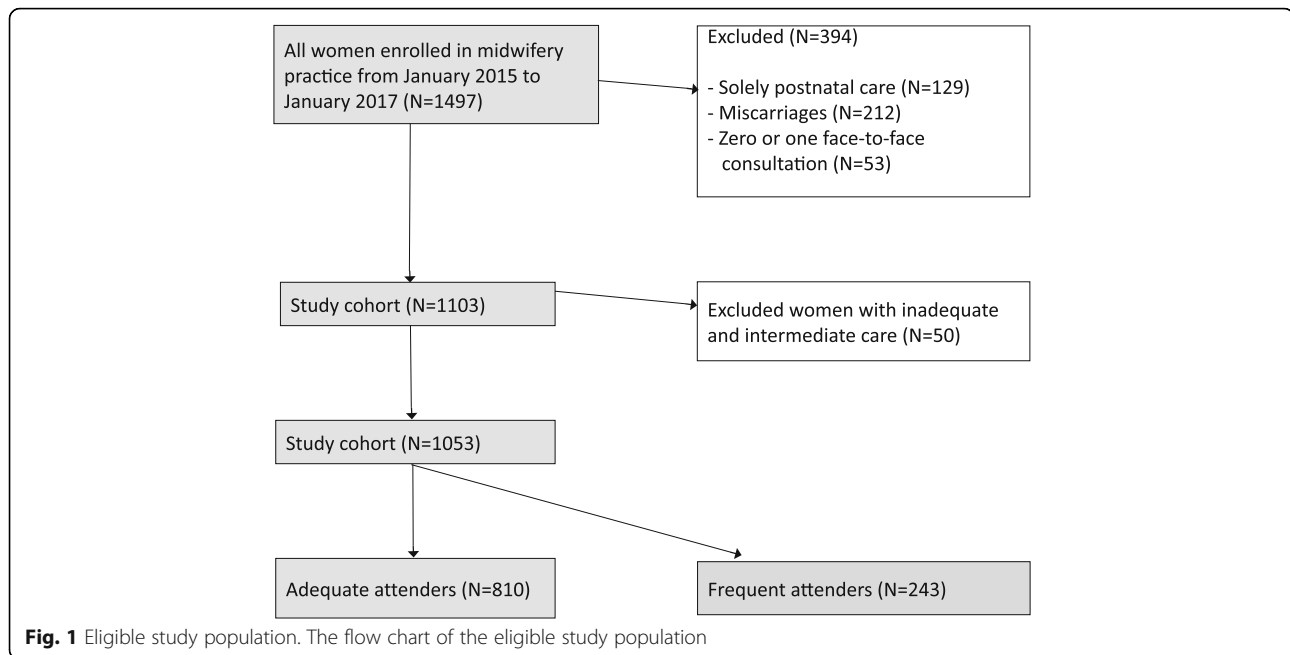 All women enrolled in midwifery
practice from January 2015 to
January 2017 (N=1497)
Excluded (N=394)
- Solely postnatal care (N=129)
- Miscarriages (N=212)
- Zero or one face-to-face
consultation (N=53)
Study cohort (N=1103)
Excluded women with inadequate
and intermediate care (N=50)
Study cohort (N=1053)
Adequate attenders (N=810)
Frequent attenders (N=243)
Fig. 1 Eligible study population. The flow chart of the eligible study population